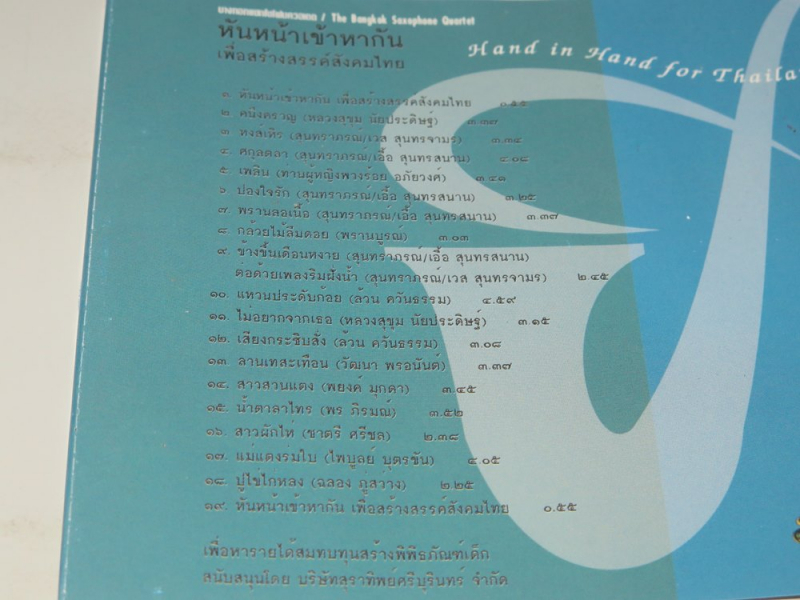 บางกอกแซกโซโฟนควอเตต / The Bangkok Saxophone Quartet
หันหน้าเข้าหากัน
เพื่อสร้างสรรค์สังคมไทย
Hand in Hand for Thaila
๑. หันหน้าเข้าหากัน เพื่อสร้างสรรค์สังคมไทย ๐.๕๕
๒. คนึงครวญ (หลวงสุขุม นัยประดิษฐ์) ๓.๓๗
๓. หงส์เหิร (สุนทราภรณ์/เวส สุนทรจามร) ๓.๓๔
๔. ศกุลตลา (สุนทราภรณ์/เอื้อ สุนทรสนาน) ๔.๐๘
๕. เพลิน (ท่านผู้หญิงพวงร้อย อภัยวงศ์) ๓.๔๑
๖. ปองใจรัก (สุนทราภรณ์/เอื้อ สุนทรสนาน) ๓.๒๕
๗. พรานล่อเนื้อ (สุนทราภรณ์/เอื้อ สุนทรสนาน) ๓.๓๗
๘. กล้วยไม้ลืมดอย (พรานบูรณ์) ๓.๐๓
๙. ข้างขึ้นเดือนหงาย (สุนทราภรณ์/เอื้อ สุนทรสนาน)
ต่อด้วยเพลงริมฝั่งน้ำ (สุนทราภรณ์/เวส สุนทรจามร) ๒.๔๕
๑๐. แหวนประดับก้อย (ล้วน ควันธรรม) ๔.๕๙
๑๑. ไม่อยากจากเธอ (หลวงสุขุม นัยประดิษฐ์) ๓.๑๕
๑๒. เสียงกระซิบสั่ง (ล้วน ควันธรรม) ๓.๐๘
๑๓. ลานเทสะเทือน (วัฒนา พรอนันต์) ๓.๓๗
๑๔. สาวสวนแตง (พยงค์ มุกดา) ๓.๔๕
๑๕. น้ำตาลาไทร (พร ภิรมณ์) ๓.๕๒
๑๖. สาวผักไห่ (ชาตรี ศรีชล) ๒.๓๘
๑๗. แม่แตงร่มใบ (ไพบูลย์ บุตรขัน) ๔.๐๕
๑๘. ปูไข่ไก่หลง (ฉลอง ภู่สว่าง) ๒.๒๕
๑๙. หันหน้าเข้าหากัน เพื่อสร้างสรรค์สังคมไทย ๐.๕๕
เพื่อหารายได้สมทบทุนสร้างพิพิธภัณฑ์เด็ก
สนับสนุนโดย บริษัทสุราทิพย์ศรีบุรินทร์ จำกัด